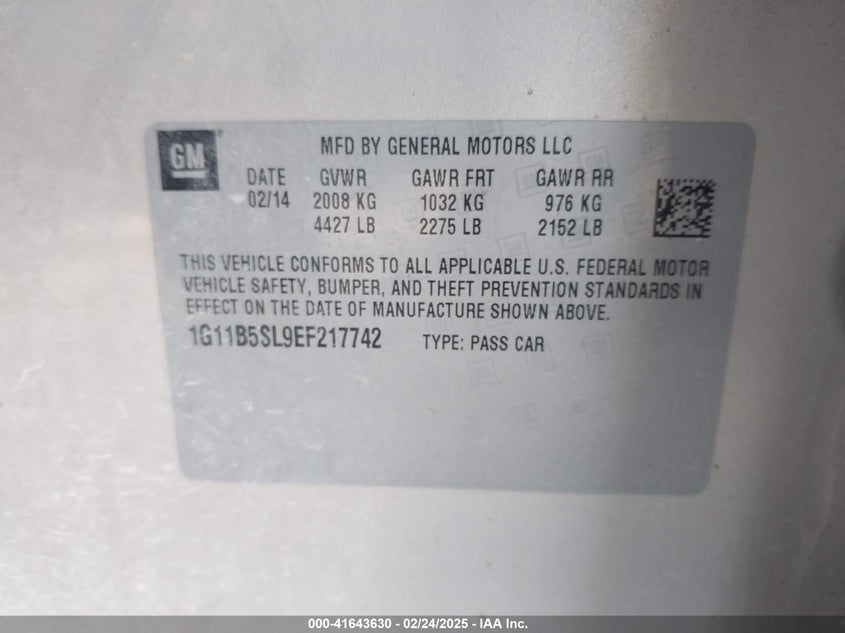 GM
MFD BY GENERAL MOTORS LLC
DATE GVWR GAWR FRT GAWR RR
02/14 2008 KG 1032 KG 976 KG
4427 LB 2275 LB 2152 LB
THIS VEHICLE CONFORMS TO ALL APPLICABLE U.S. FEDERAL MOTOR
VEHICLE SAFETY, BUMPER, AND THEFT PREVENTION STANDARDS IN
EFFECT ON THE DATE OF MANUFACTURE SHOWN ABOVE.
1G11B5SL9EF217742 TYPE: PASS CAR
000-41643630 - 02/24/2025 - IAA Inc.